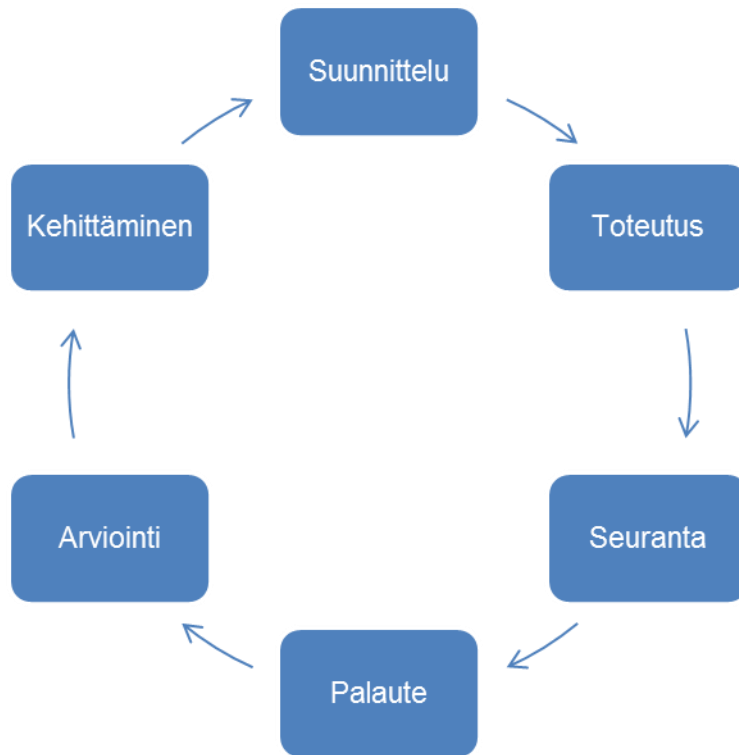 Suunnittelu
Toteutus
Seuranta
Palaute
Arviointi
Kehittäminen